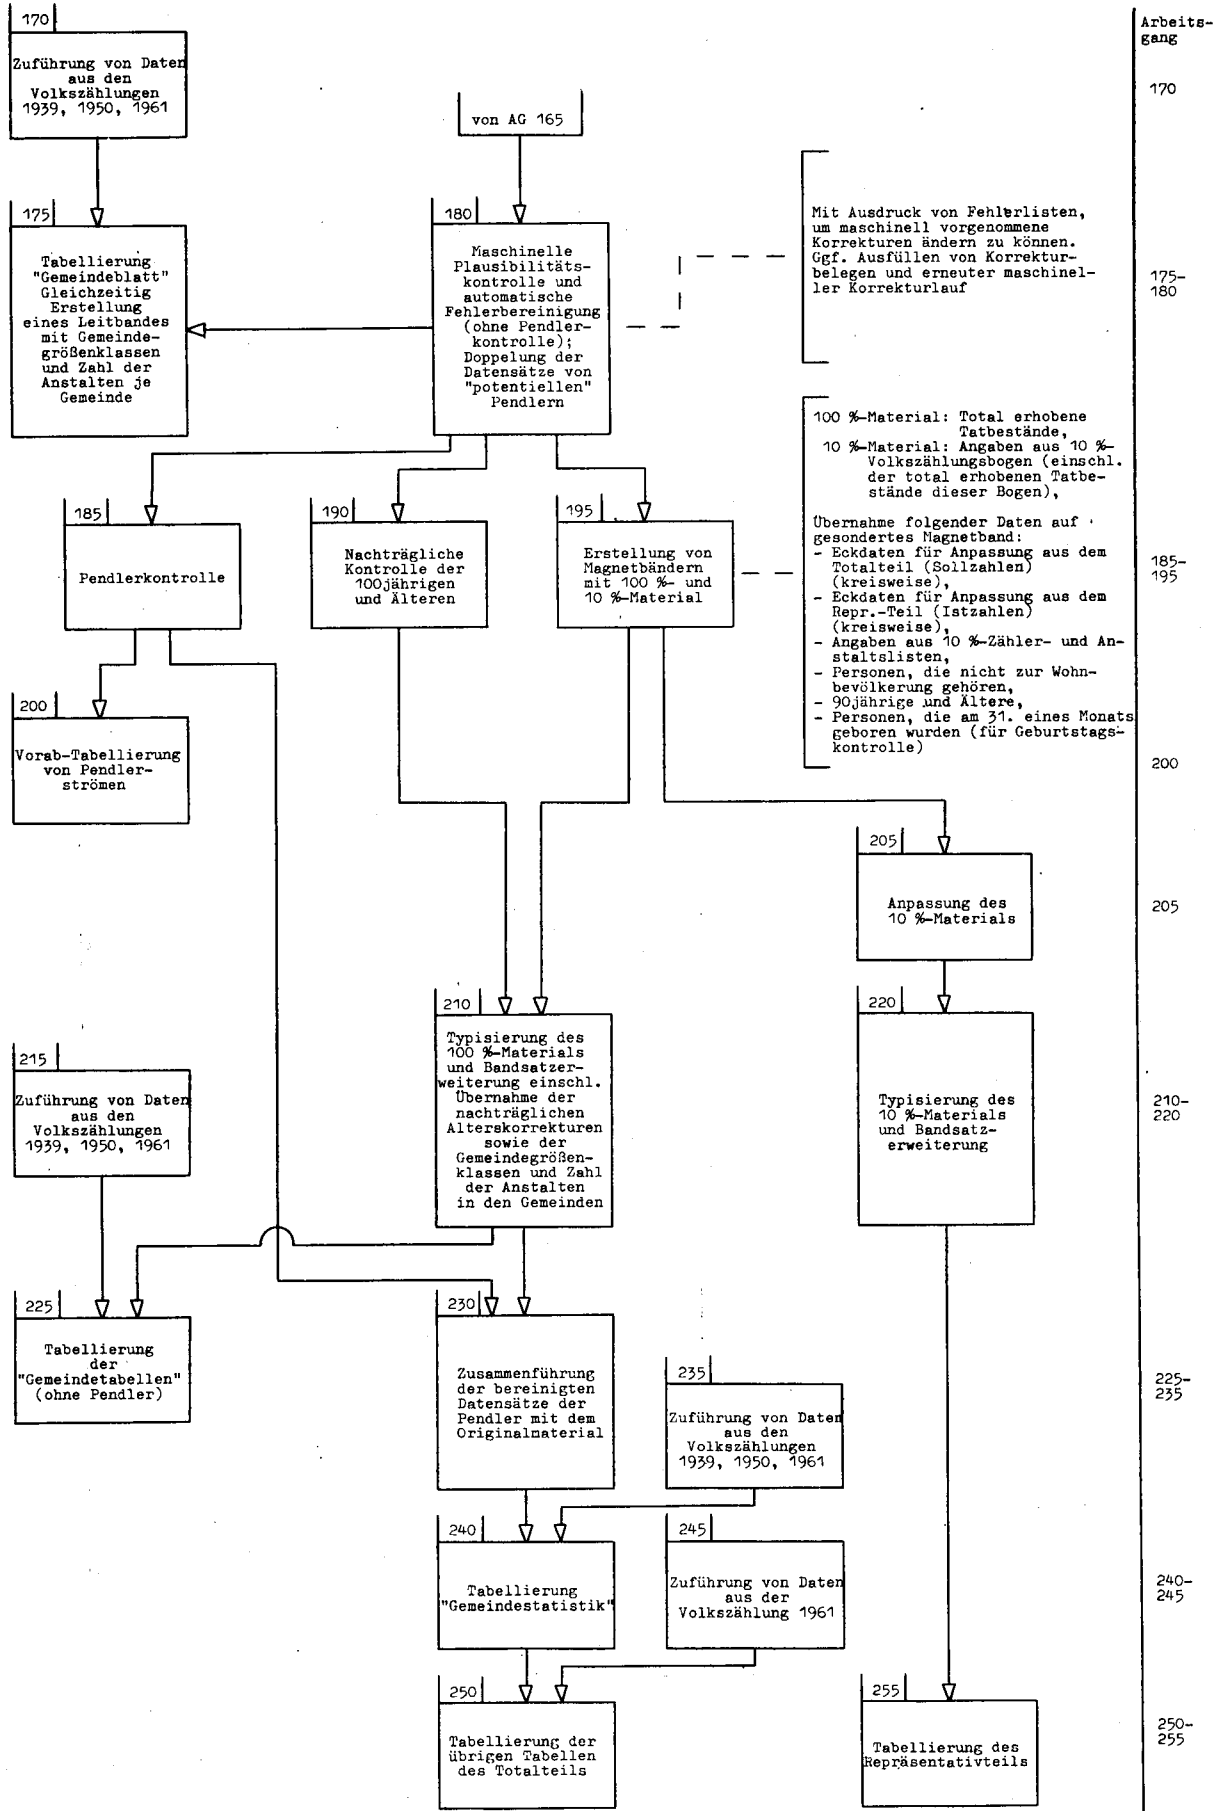 170
Zuführung von Daten
aus den
Volkszählungen
1939, 1950, 1961
von AG 165
175
Tabellierung
"Gemeindeblatt"
Gleichzeitig
Erstellung
eines Leitbandes
mit Gemeinde-
größenklassen
und Zahl der
Anstalten je
Gemeinde
180
Maschinelle
Plausibilitäts-
kontrolle und
automatische
Fehlerbereinigung
(ohne Pendler-
kontrolle);
Doppelung der
Datensätze von
"potentiellen"
Pendlern
Mit Ausdruck von Fehlerlisten,
um maschinell vorgenommene
Korrekturen ändern zu können.
Ggf. Ausfüllen von Korrektur-
belegen und erneuter maschinel-
ler Korrekturlauf
100 %-Material: Total erhobene
Tatbestände,
10 %-Material: Angaben aus 10 %-
Volkszählungsbogen (einschl.
der total erhobenen Tatbe-
stände dieser Bogen),
Übernahme folgender Daten auf
gesondertes Magnetband:
- Eckdaten für Anpassung aus dem
Totalteil (Sollzahlen)
(kreisweise),
- Eckdaten für Anpassung aus dem
Repr.-Teil (Istzahlen)
(kreisweise),
- Angaben aus 10 %-Zähler- und An-
staltslisten,
- Personen, die nicht zur Wohn-
bevölkerung gehören,
- 90jährige und Ältere,
- Personen, die am 31. eines Monats
geboren wurden (für Geburtstags-
kontrolle)
185
Pendlerkontrolle
190
Nachträgliche
Kontrolle der
100jährigen
und Älteren
195
Erstellung von
Magnetbändern
mit 100 %- und
10 %-Material
200
Vorab-Tabellierung
von Pendler-
strömen
205
Anpassung des
10 %-Materials
210
Typisierung des
100 %-Materials
und Bandsatzer-
weiterung einschl.
Übernahme der
nachträglichen
Alterskorrekturen
sowie der
Gemeindegrößen-
klassen und Zahl
der Anstalten
in den Gemeinden
220
Typisierung des
10 %-Materials
und Bandsatz-
erweiterung
215
Zuführung von Daten
aus den
Volkszählungen
1939, 1950, 1961
225
Tabellierung
der
"Gemeindetabellen"
(ohne Pendler)
230
Zusammenführung
der bereinigten
Datensätze der
Pendler mit dem
Originalmaterial
235
Zuführung von Daten
aus den
Volkszählungen
1939, 1950, 1961
240
Tabellierung
"Gemeindestatistik"
245
Zuführung von Daten
aus der
Volkszählung 1961
250
Tabellierung der
übrigen Tabellen
des Totalteils
255
Tabellierung des
Repräsentativteils
Arbeits-
gang
170
175-
180
185-
195
200
205
210-
220
225-
235
240-
245
250-
255